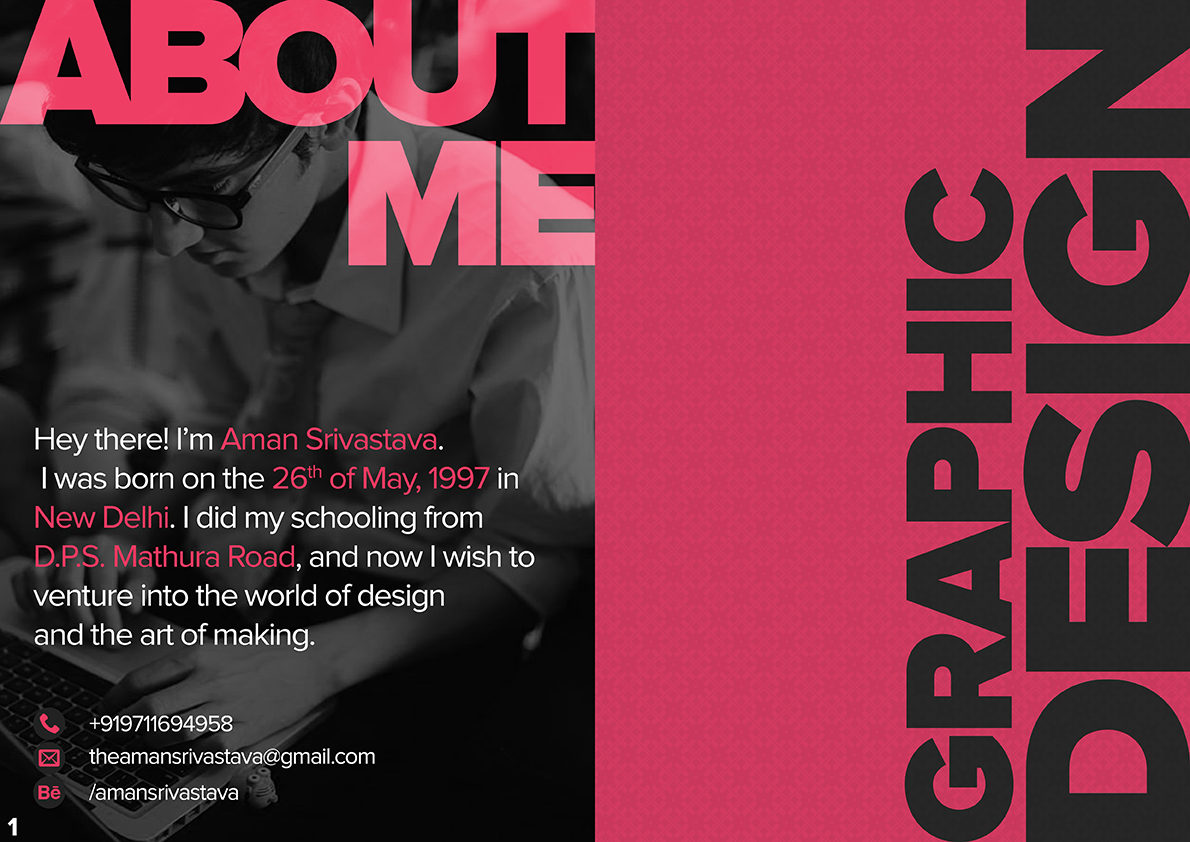 ABOUT
ME
Hey there! I'm Aman Srivastava.
I was born on the 26th of May, 1997 in
New Delhi. I did my schooling from
D.P.S. Mathura Road, and now I wish to
venture into the world of design
and the art of making.
+919711694958
theamansrivastava@gmail.com
Bē /amansrivastava
1
GRAPHIC
DESIGN